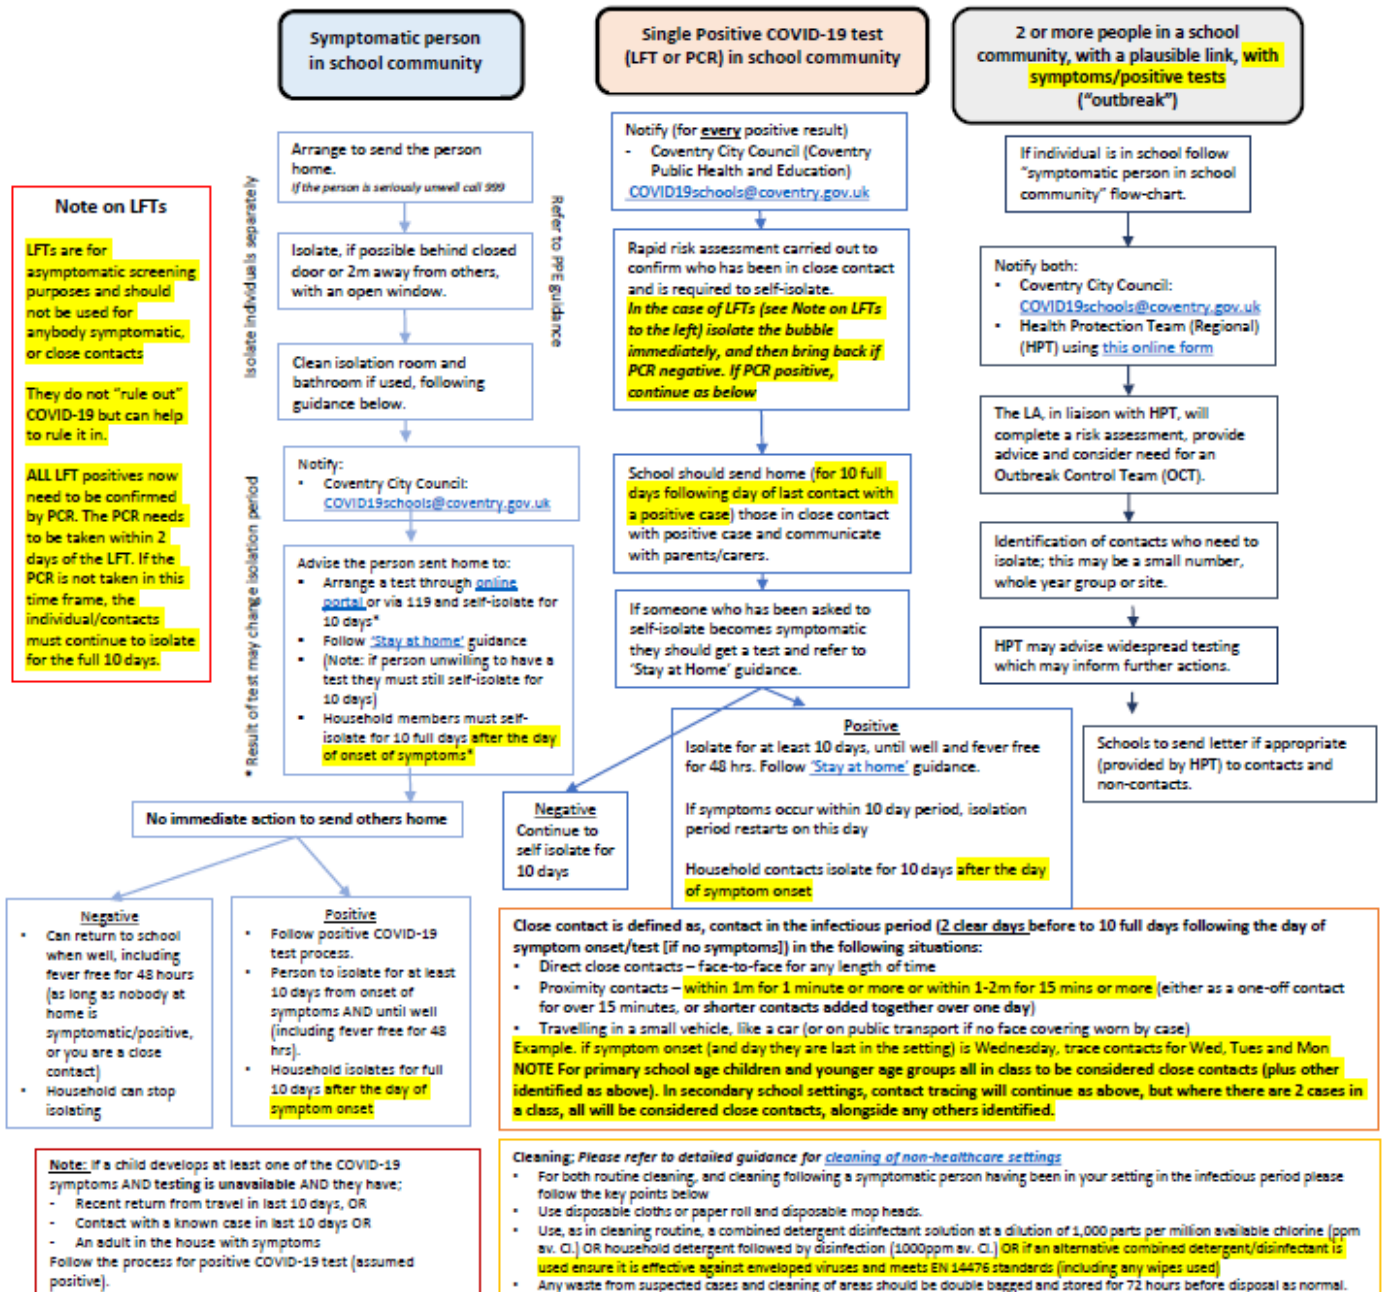 Symptomatic person
in school community
Single Positive COVID-19 test
(LFT or PCR) in school community
2 or more people in a school
community, with a plausible link, with
symptoms/positive tests
("outbreak")
Note on LFTs
LFTs are for
asymptomatic screening
purposes and should
not be used for
anybody symptomatic,
or close contacts
They do not "rule out"
COVID-19 but can help
to rule it in.
ALL LFT positives now
need to be confirmed
by PCR. The PCR needs
to be taken within 2
days of the LFT. If the
PCR is not taken in this
time frame, the
individual/contacts
must continue to isolate
for the full 10 days.
Isolate individuals separately
* Result of test may change isolation period
Arrange to send the person
home.
If the person is seriously unwell call 999
Isolate, if possible behind closed
door or 2m away from others,
with an open window.
Clean isolation room and
bathroom if used, following
guidance below.
Refer to PPE guidance
Notify:
▪ Coventry City Council:
COVID19schools@coventry.gov.uk
Advise the person sent home to:
▪ Arrange a test through online
portal or via 119 and self-isolate for
10 days*
▪ Follow 'Stay at home' guidance
▪ (Note: if person unwilling to have a
test they must still self-isolate for
10 days)
▪ Household members must self-
isolate for 10 full days after the day
of onset of symptoms*
No immediate action to send others home
Negative
▪ Can return to school
when well, including
fever free for 48 hours
(as long as nobody at
home is
symptomatic/positive,
or you are a close
contact)
▪ Household can stop
isolating
Positive
▪ Follow positive COVID-19
test process.
▪ Person to isolate for at least
10 days from onset of
symptoms AND until well
(including fever free for 48
hrs).
▪ Household isolates for full
10 days after the day of
symptom onset
Notify (for every positive result)
- Coventry City Council (Coventry
Public Health and Education)
COVID19schools@coventry.gov.uk
Rapid risk assessment carried out to
confirm who has been in close contact
and is required to self-isolate.
In the case of LFTs (see Note on LFTs
to the left) isolate the bubble
immediately, and then bring back if
PCR negative. If PCR positive,
continue as below
School should send home (for 10 full
days following day of last contact with
a positive case) those in close contact
with positive case and communicate
with parents/carers.
If someone who has been asked to
self-isolate becomes symptomatic
they should get a test and refer to
'Stay at Home' guidance.
Negative
Continue to
self isolate for
10 days
Positive
Isolate for at least 10 days, until well and fever free
for 48 hrs. Follow 'Stay at home' guidance.
If symptoms occur within 10 day period, isolation
period restarts on this day
Household contacts isolate for 10 days after the day
of symptom onset
If individual is in school follow
"symptomatic person in school
community" flow-chart.
Notify both:
▪ Coventry City Council:
COVID19schools@coventry.gov.uk
▪ Health Protection Team (Regional)
(HPT) using this online form
The LA, in liaison with HPT, will
complete a risk assessment, provide
advice and consider need for an
Outbreak Control Team (OCT).
Identification of contacts who need to
isolate; this may be a small number,
whole year group or site.
HPT may advise widespread testing
which may inform further actions.
Schools to send letter if appropriate
(provided by HPT) to contacts and
non-contacts.
Close contact is defined as, contact in the infectious period (2 clear days before to 10 full days following the day of
symptom onset/test [if no symptoms]) in the following situations:
▪ Direct close contacts – face-to-face for any length of time
▪ Proximity contacts – within 1m for 1 minute or more or within 1-2m for 15 mins or more (either as a one-off contact
for over 15 minutes, or shorter contacts added together over one day)
▪ Travelling in a small vehicle, like a car (or on public transport if no face covering worn by case)
Example. if symptom onset (and day they are last in the setting) is Wednesday, trace contacts for Wed, Tues and Mon
NOTE For primary school age children and younger age groups all in class to be considered close contacts (plus other
identified as above). In secondary school settings, contact tracing will continue as above, but where there are 2 cases in
a class, all will be considered close contacts, alongside any others identified.
Note: If a child develops at least one of the COVID-19
symptoms AND testing is unavailable AND they have;
- Recent return from travel in last 10 days, OR
- Contact with a known case in last 10 days OR
- An adult in the house with symptoms
Follow the process for positive COVID-19 test (assumed
positive).
Cleaning; Please refer to detailed guidance for cleaning of non-healthcare settings
▪ For both routine cleaning, and cleaning following a symptomatic person having been in your setting in the infectious period please
follow the key points below
▪ Use disposable cloths or paper roll and disposable mop heads.
▪ Use, as in cleaning routine, a combined detergent disinfectant solution at a dilution of 1,000 parts per million available chlorine (ppm
av. Cl.) OR household detergent followed by disinfection (1000ppm av. Cl.) OR if an alternative combined detergent/disinfectant is
used ensure it is effective against enveloped viruses and meets EN 14476 standards (including any wipes used)
▪ Any waste from suspected cases and cleaning of areas should be double bagged and stored for 72 hours before disposal as normal.